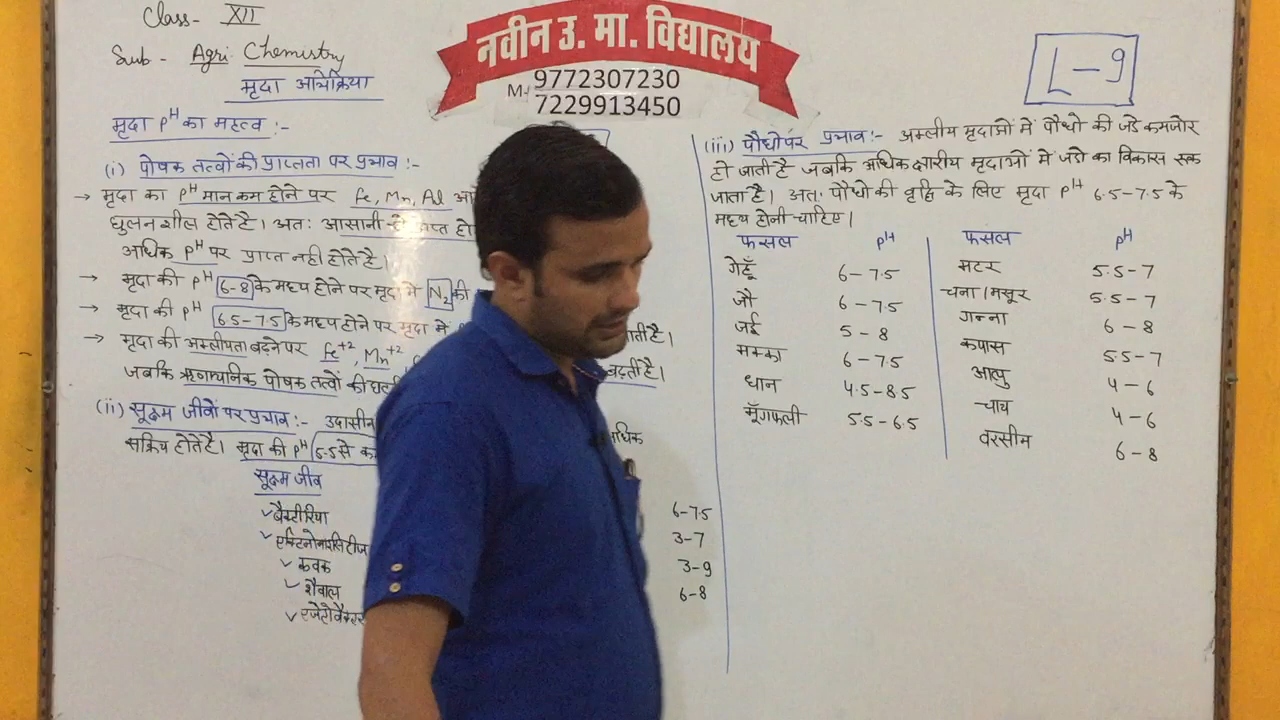 Class- XII
Sub - Agri Chemistry
मृदा अभिक्रिया
नवीन उ. मा. विद्यालय
M- 9772307230
7229913450
L-9
मृदा pH का महत्व :-
(i) पोषक तत्वों की प्राप्तता पर प्रभाव :-
→ मृदा का pH मान कम होने पर Fe, Mn, Al
घुलनशील होते है। अतः आसानी
अधिक pH पर प्राप्त नहीं होते है।
→ मृदा की pH 6-8 के मध्य होने पर मृदा में N2 की
→ मृदा की pH 6.5-7.5 के मध्य होने पर मृदा में
जाती है।
→ मृदा की अम्लीयता बढ़ने पर Fe+2, Mn+2
जबकि ऋणात्मानिक पोषक तत्वों की
बढ़ती है।
(ii) सूक्ष्म जीवों पर प्रभाव :- उदासीन
सक्रिय होते है। मृदा की pH 5.5 से
सूक्ष्म जीव
✓ बैक्टीरिया
✓ एक्टिनोमाइसिटीज
✓ कवक
✓ शैवाल
6-7.5
3-7
3-9
6-8
(iii) पौधो पर प्रभाव :- अम्लीय मृदाओं में पौधो की जड़े कमजोर
हो जाती है जबकि अधिक क्षारीय मृदाओं में जड़ो का विकास रूक
जाता है। अतः पौधो की वृद्धि के लिए मृदा pH 6.5-7.5 के
मध्य होनी चाहिए।
फसल pH
गेहूँ 6-7.5
जौ 6-7.5
जई 5-8
मक्का 6-7.5
धान 4.5-8.5
मूँगफली 5.5-6.5
फसल pH
मटर 5.5-7
चना/मसूर 5.5-7
गन्ना 6-8
कपास 5.5-7
आलु 4-6
चाय 4-6
वरसीम 6-8